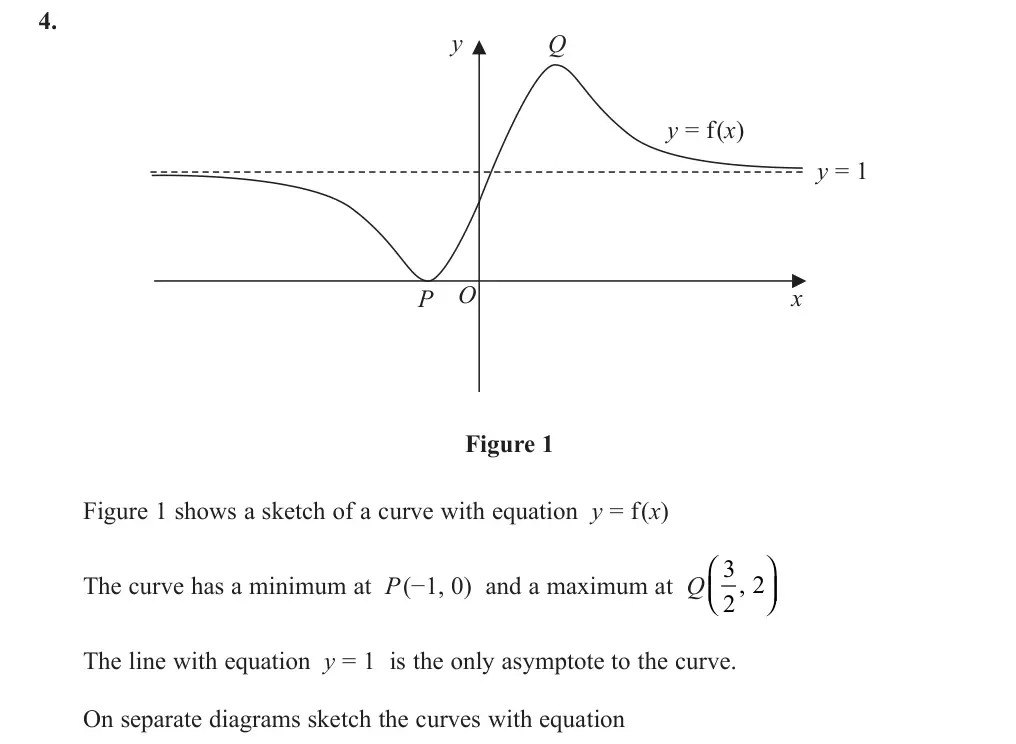 4.
y
Q
y = f(x)
y = 1
P
O
x
Figure 1
Figure 1 shows a sketch of a curve with equation y = f(x)
The curve has a minimum at P(−1, 0) and a maximum at Q(3/2, 2)
The line with equation y = 1 is the only asymptote to the curve.
On separate diagrams sketch the curves with equation